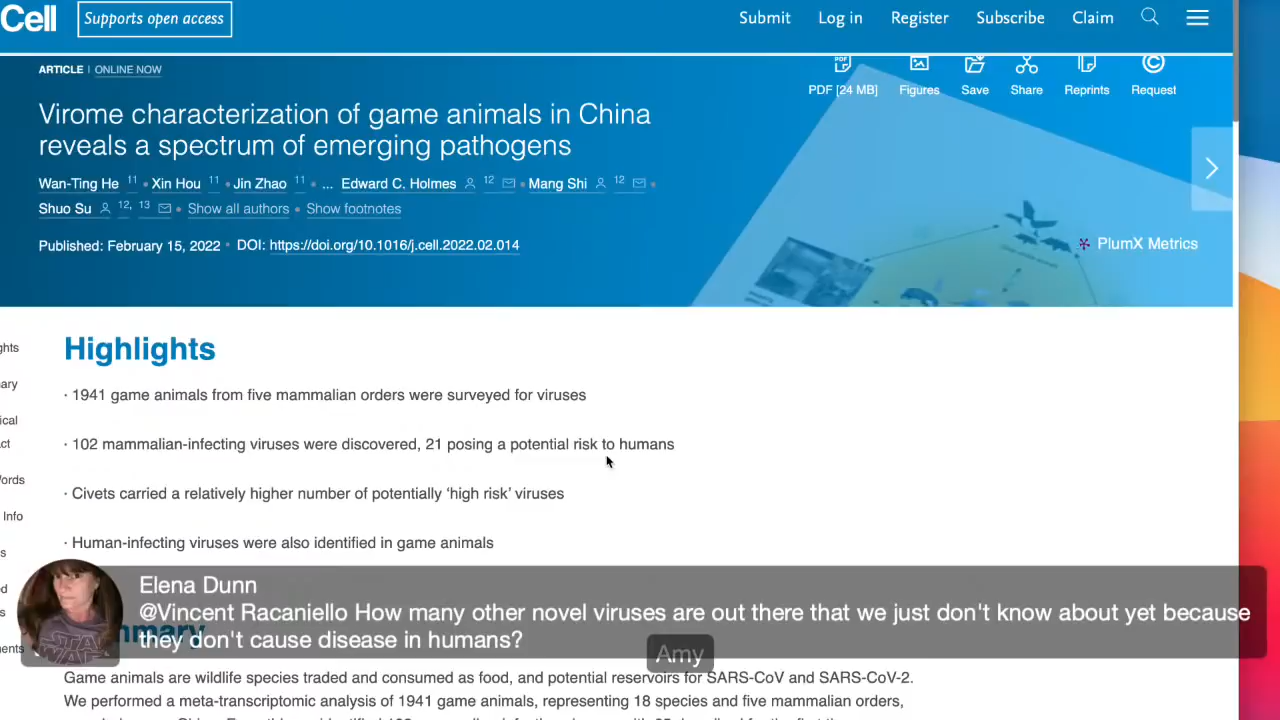 Cell
Supports open access
Submit Log in Register Subscribe Claim
ARTICLE | ONLINE NOW
PDF [24 MB] Figures Save Share Reprints Request
Virome characterization of game animals in China
reveals a spectrum of emerging pathogens
Wan-Ting He 11 • Xin Hou 11 • Jin Zhao 11 • ... Edward C. Holmes 12 • Mang Shi 12 •
Shuo Su 12, 13 • Show all authors • Show footnotes
Published: February 15, 2022 • DOI: https://doi.org/10.1016/j.cell.2022.02.014
PlumX Metrics
Highlights
· 1941 game animals from five mammalian orders were surveyed for viruses
· 102 mammalian-infecting viruses were discovered, 21 posing a potential risk to humans
· Civets carried a relatively higher number of potentially ‘high risk’ viruses
· Human-infecting viruses were also identified in game animals
Info
Elena Dunn
@Vincent Racaniello How many other novel viruses are out there that we just don't know about yet because
they don't cause disease in humans?
Amy
Game animals are wildlife species traded and consumed as food, and potential reservoirs for SARS-CoV and SARS-CoV-2.
We performed a meta-transcriptomic analysis of 1941 game animals, representing 18 species and five mammalian orders,